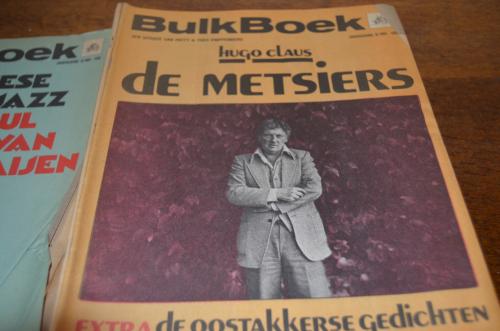 BulkBoek
hugo claus
de METSIERS
EXTRA de oostakkerse gedichten
oek
ESE
JAZZ
UL
VAN
AIJEN